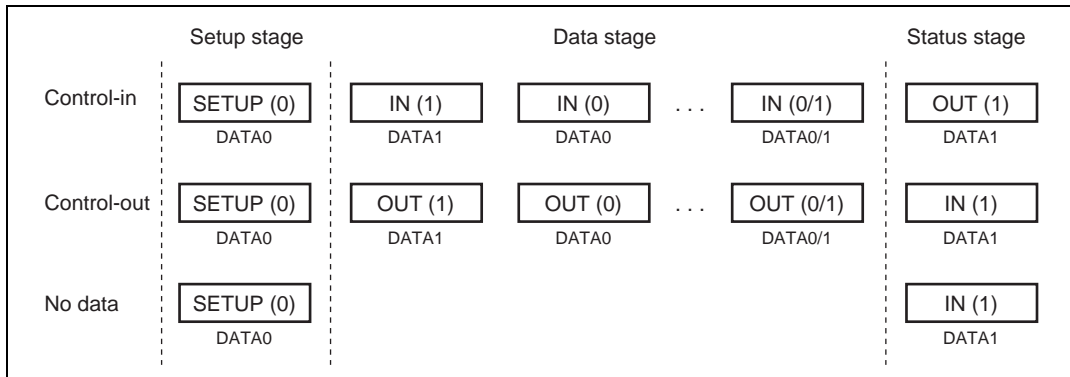 Setup stage Data stage Status stage
Control-in SETUP (0) IN (1) IN (0) . . . IN (0/1) OUT (1)
DATA0 DATA1 DATA0 DATA0/1 DATA1
Control-out SETUP (0) OUT (1) OUT (0) . . . OUT (0/1) IN (1)
DATA0 DATA1 DATA0 DATA0/1 DATA1
No data SETUP (0) IN (1)
DATA0 DATA1